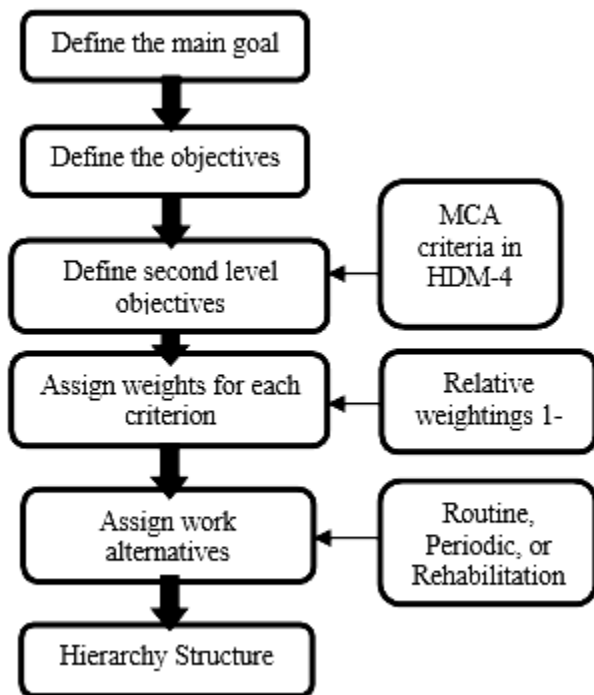 Define the main goal
Define the objectives
Define second level
objectives
MCA
criteria in
HDM-4
Assign weights for each
criterion
Relative
weightings 1-
Assign work
alternatives
Routine,
Periodic, or
Rehabilitation
Hierarchy Structure